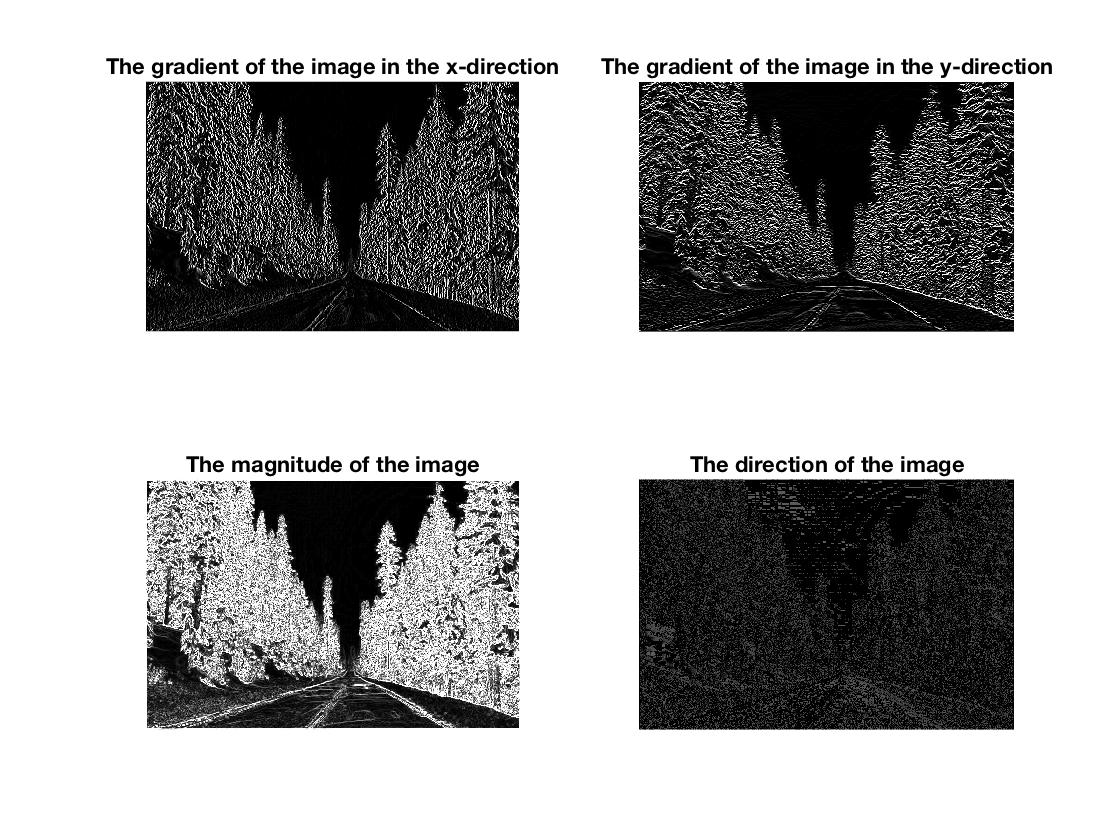 The gradient of the image in the x-direction
The gradient of the image in the y-direction
The magnitude of the image
The direction of the image